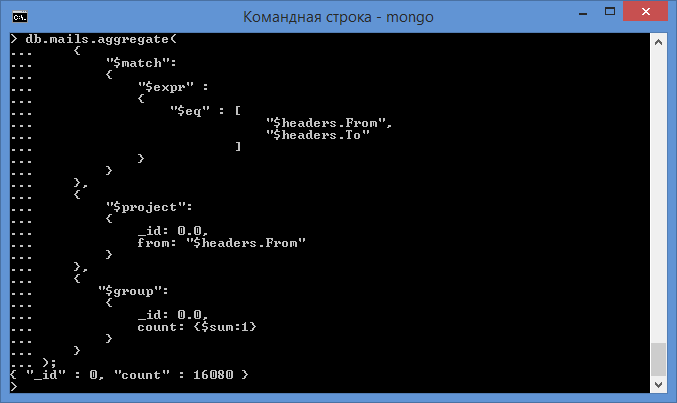 Командная строка - mongo
> db.mails.aggregate(
...     {
...         "$match":
...         {
...             "$expr" :
...             {
...                 "$eq" : [
...                             "$headers.From",
...                             "$headers.To"
...                         ]
...             }
...         }
...     },
...     {
...         "$project":
...         {
...             _id: 0.0,
...             from: "$headers.From"
...         }
...     },
...     {
...        "$group":
...         {
...             _id: 0.0,
...             count: {$sum:1}
...         }
...     }
... );
{ "_id" : 0, "count" : 16080 }
>